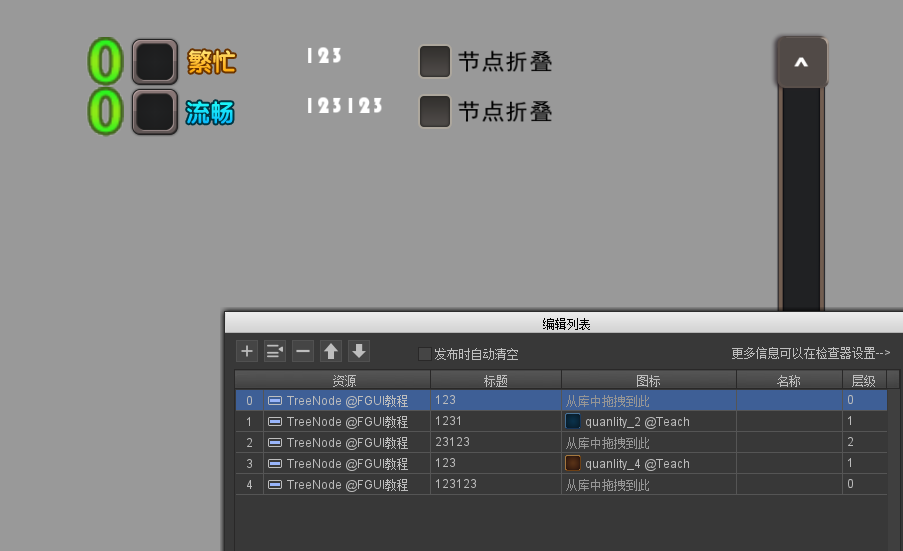 0 繁忙 123 节点折叠 ^
0 流畅 123123 节点折叠
编辑列表
发布时自动清空 更多信息可以在检查器设置-->
资源 标题 图标 名称 层级
0 TreeNode @FGUI教程 123 从库中拖拽到此 0
1 TreeNode @FGUI教程 1231 quanlity_2 @Teach 1
2 TreeNode @FGUI教程 23123 从库中拖拽到此 2
3 TreeNode @FGUI教程 123 quanlity_4 @Teach 1
4 TreeNode @FGUI教程 123123 从库中拖拽到此 0